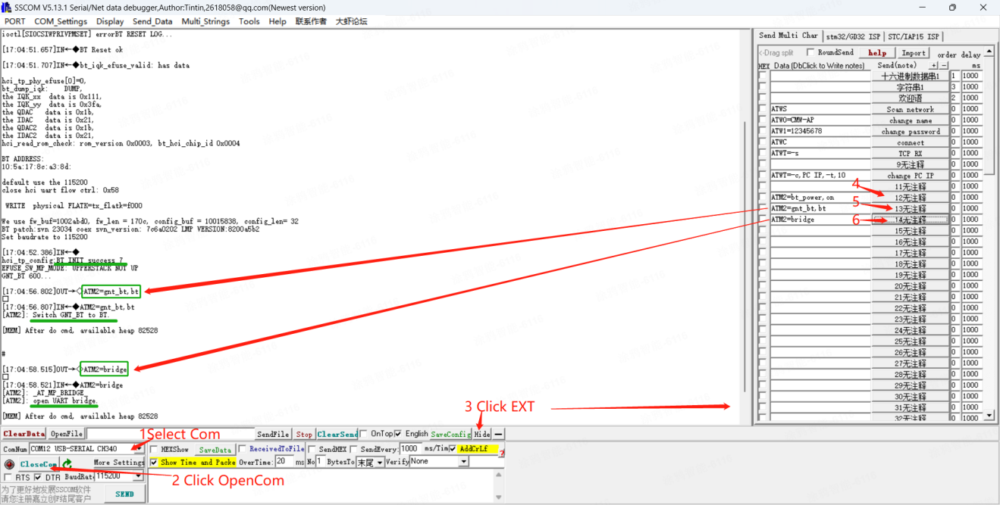 SSCOM V5.13.1 Serial/Net data debugger,Author:Tintin,2618058@qq.com(Newest version)
PORT COM_Settings Display Send_Data Multi_Strings Tools Help 联系作者 大虾论坛
ioctl[SIOCSIWPRIVPMSET] errorBT RESET LOG...
[17:04:51.657]IN←◆BT Reset ok
[17:04:51.707]IN←◆bt_iqk_efuse_valid: has data
hci_tp_phy_efuse[0]=0,
bt_dump_iqk: DUMP,
the IQK_xx data is 0x111,
the IQK_yy data is 0x3fa,
the QDAC data is 0x1b,
the IDAC data is 0x21,
the QDAC2 data is 0x1b,
the IDAC2 data is 0x21,
hci_read_rom_check: rom_version 0x0003, bt_hci_chip_id 0x0004
BT ADDRESS:
10:5a:17:8c:a3:8d:
default use the 115200
close hci uart flow ctrl: 0x58
WRITE physical FLATK=tx_flatk=f000
We use fw_buf=1002abd0, fw_len = 170c, config_buf = 10015838, config_len= 32
BT patch:svn 23034 coex svn_version: 7c6a0202 LMP VERSION:8200a5b2
Set baudrate to 115200
[17:04:52.386]IN←◆
hci_tp_config:BT INIT success 7
EFUSE_SW_MP_MODE: UPPERSTACK NOT UP
GNT_BT 600...
[17:04:56.802]OUT→◇ATM2=gnt_bt,bt
□
[17:04:56.807]IN←◆ATM2=gnt_bt,bt
[ATM2]: Switch GNT_BT to BT.
[MEM] After do cmd, available heap 82528
#
[17:04:58.515]OUT→◇ATM2=bridge
□
[17:04:58.521]IN←◆ATM2=bridge
[ATM2]: _AT_MP_BRIDGE_
[ATM2]: open UART bridge.
[MEM] After do cmd, available heap 82528
Send Multi Char stm32/GD32 ISP STC/IAP15 ISP
<-Drag split RoundSend help Import order delay
HEX Data (DbClick to Write notes) Send(note) + - ms
十六进制数据串1 1 1000
字符串1 3 1000
欢迎语 2 1000
ATWS Scan network 0 1000
ATW0=CMW-AP change name 0 1000
ATW1=12345678 change password 0 1000
ATWC connect 0 1000
ATWT=-s TCP RX 0 1000
9无注释 0 1000
ATWT=-c,PC IP,-t,10 change PC IP 0 1000
4 11无注释 0 1000
ATM2=bt_power,on 12无注释 0 1000
ATM2=gnt_bt,bt 5 13无注释 0 1000
ATM2=bridge 6 14无注释 0 1000
15无注释 0 1000
16无注释 0 1000
17无注释 0 1000
18无注释 0 1000
19无注释 0 1000
20无注释 0 1000
21无注释 0 1000
22无注释 0 1000
23无注释 0 1000
24无注释 0 1000
25无注释 0 1000
26无注释 0 1000
27无注释 0 1000
28无注释 0 1000
29无注释 0 1000
30无注释 0 1000
31无注释 0 1000
32无注释 0 1000
3 Click EXT
1Select Com
ClearData OpenFile SendFile Stop ClearSend OnTop English SaveConfig Hide —
ComNum COM12 USB-SERIAL CH340 HEXShow SaveData ReceivedToFile SendHEX SendEvery: 1000 ms/Tim AddCrLf ?
CloseCom More Settings Show Time and Packe OverTime: 20 ms No 1 BytesTo 末尾 Verify None
RTS DTR BaudRat: 115200
2 Click OpenCom
为了更好地发展SSCOM软件
请您注册嘉立创F结尾客户
SEND